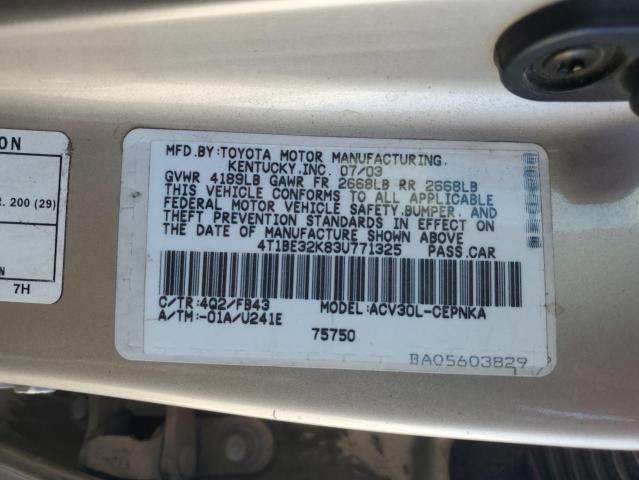 ON
R. 200 (29)
N
7H
MFD.BY:TOYOTA MOTOR MANUFACTURING,
KENTUCKY,INC. 07/03
GVWR 4189LB GAWR FR 2668LB RR 2668LB
THIS VEHICLE CONFORMS TO ALL APPLICABLE
FEDERAL MOTOR VEHICLE SAFETY,BUMPER, AND
THEFT PREVENTION STANDARDS IN EFFECT ON
THE DATE OF MANUFACTURE SHOWN ABOVE
4T1BE32K83U771325 PASS.CAR
C/TR:4Q2/FB43 MODEL:ACV30L-CEPNKA
A/TM:-01A/U241E
75750
BA05603829